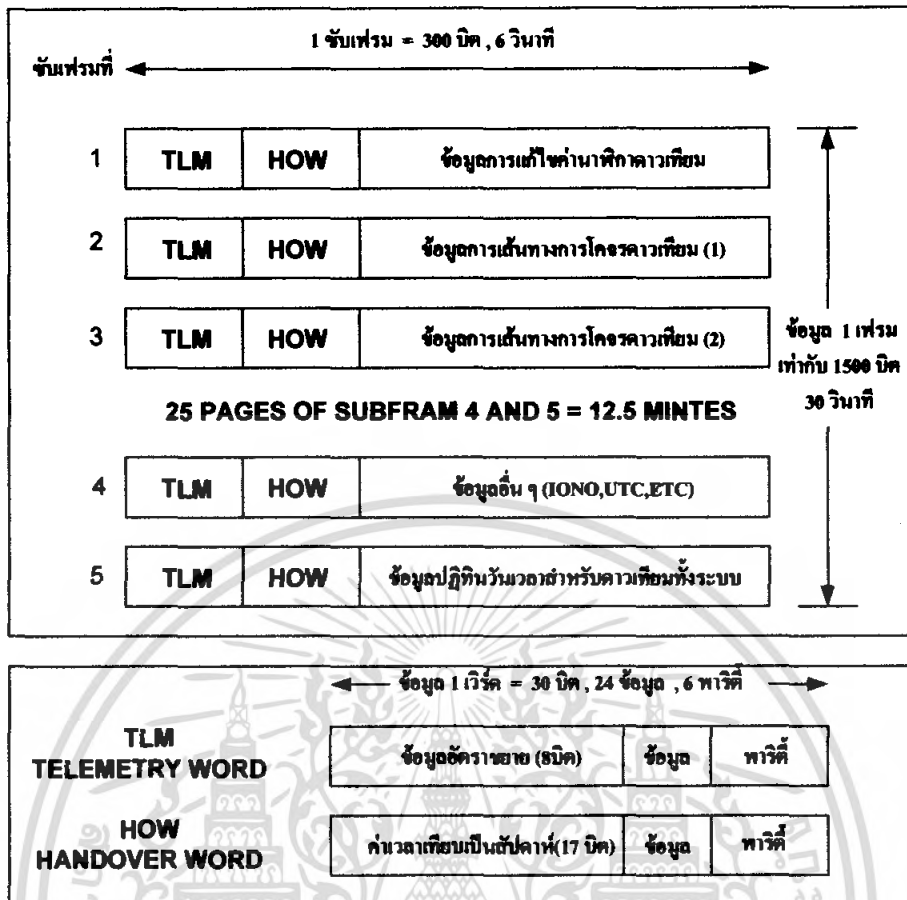 1 ซับเฟรม = 300 บิต , 6 วินาที
ซับเฟรมที่
1 TLM HOW ข้อมูลการแก้ไขค่านาฬิกาดาวเทียม
2 TLM HOW ข้อมูลการเส้นทางการโคจรดาวเทียม (1)
3 TLM HOW ข้อมูลการเส้นทางการโคจรดาวเทียม (2)
ข้อมูล 1 เฟรม
เท่ากับ 1500 บิต
30 วินาที
25 PAGES OF SUBFRAM 4 AND 5 = 12.5 MINTES
4 TLM HOW ข้อมูลอื่น ๆ (IONO,UTC,ETC)
5 TLM HOW ข้อมูลปฏิทินวันเวลาสำหรับดาวเทียมทั้งระบบ
ข้อมูล 1 เวิร์ด = 30 บิต , 24 ข้อมูล , 6 พาริตี้
TLM
TELEMETRY WORD
ข้อมูลอัตราขยาย (8บิต) ข้อมูล พาริตี้
HOW
HANDOVER WORD
ค่าเวลาเทียบเป็นสัปดาห์(17 บิต) ข้อมูล พาริตี้